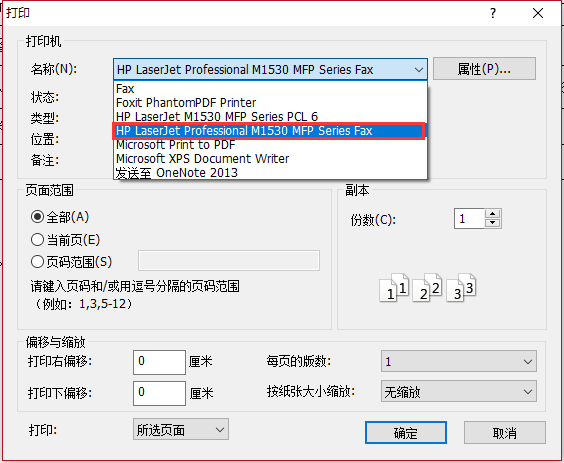 打印
打印机
名称(N):
HP LaserJet Professional M1530 MFP Series Fax
属性(P)...
Fax
状态:
Foxit PhantomPDF Printer
类型:
HP LaserJet M1530 MFP Series PCL 6
HP LaserJet Professional M1530 MFP Series Fax
位置:
Microsoft Print to PDF
备注:
Microsoft XPS Document Writer
发送至 OneNote 2013
页面范围
副本
全部(A)
份数(C):
1
当前页(E)
页码范围(S)
请键入页码和/或用逗号分隔的页码范围
（例如：1,3,5-12）
1 1 2 2 3 3
偏移与缩放
打印右偏移:
0
厘米
每页的版数:
1
打印下偏移:
0
厘米
按纸张大小缩放:
无缩放
打印:
所选页面
确定
取消